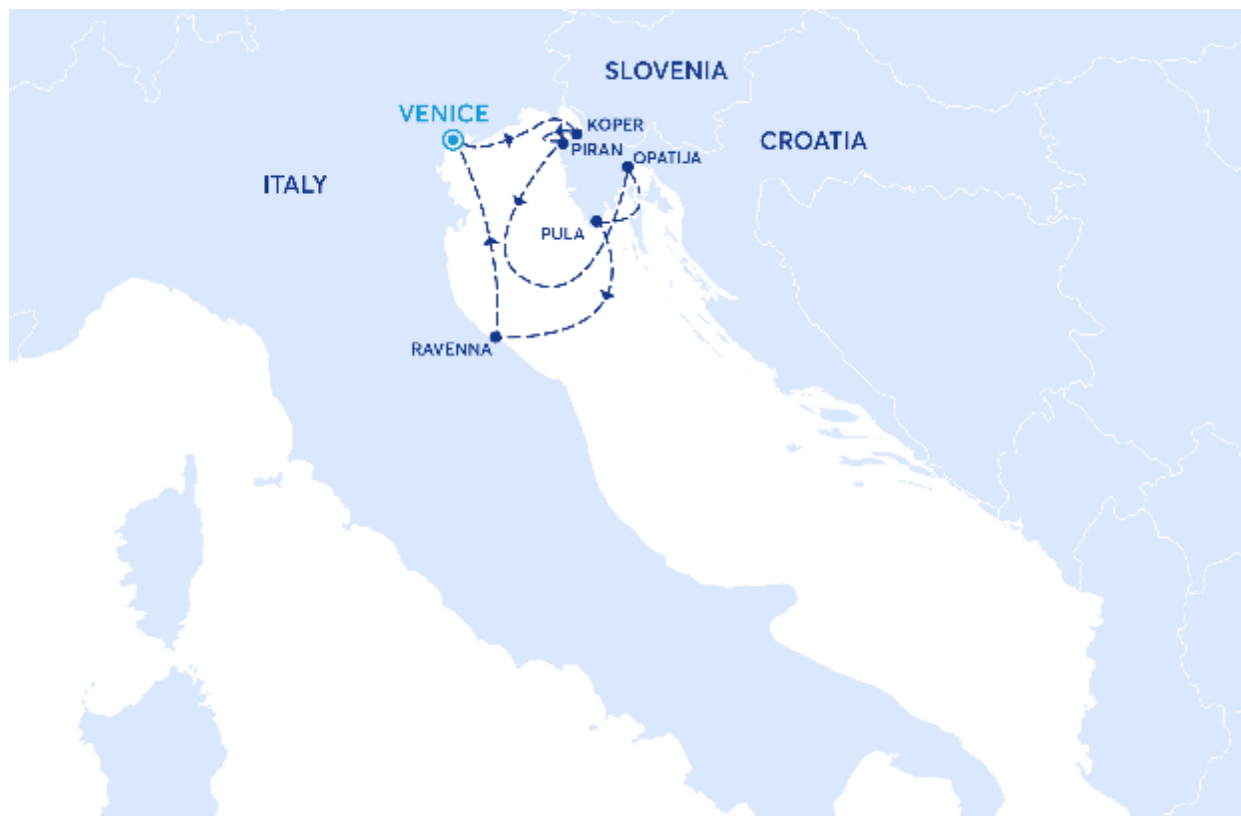 SLOVENIA
VENICE
KOPER
CROATIA
PIRAN
OPATIJA
ITALY
PULA
RAVENNA